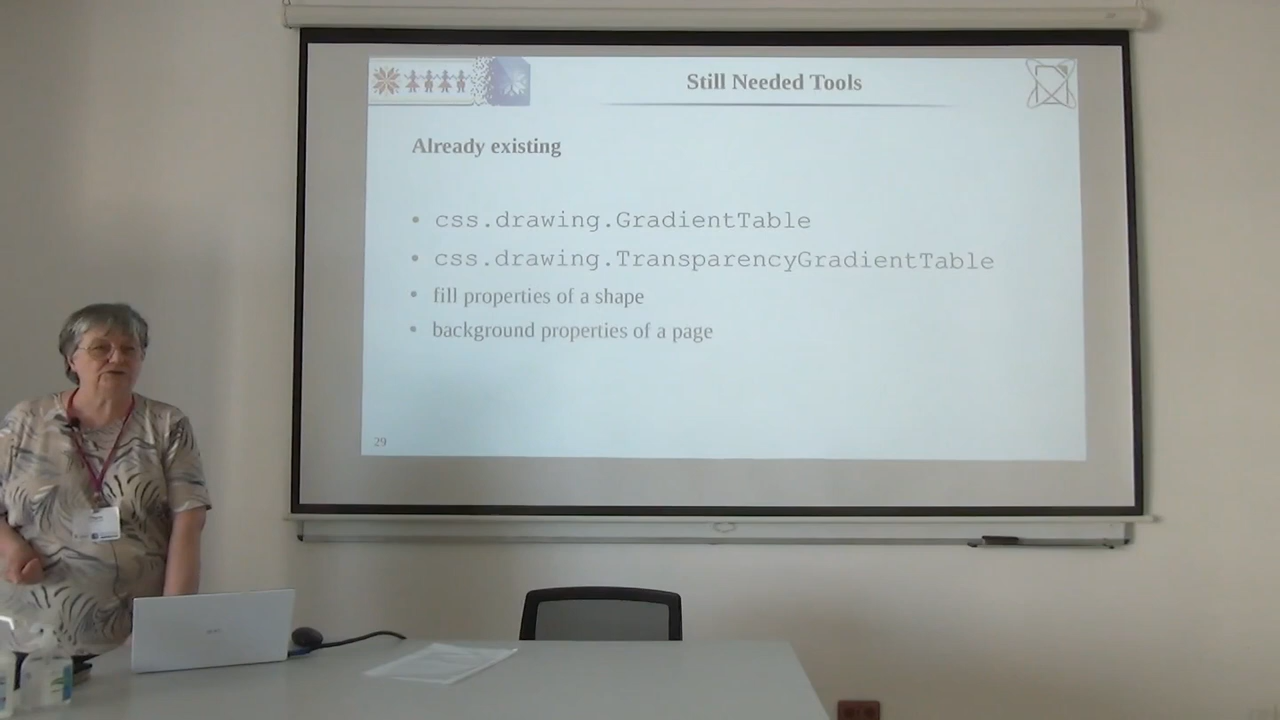 Still Needed Tools
Already existing
• css.drawing.GradientTable
• css.drawing.TransparencyGradientTable
• fill properties of a shape
• background properties of a page
29